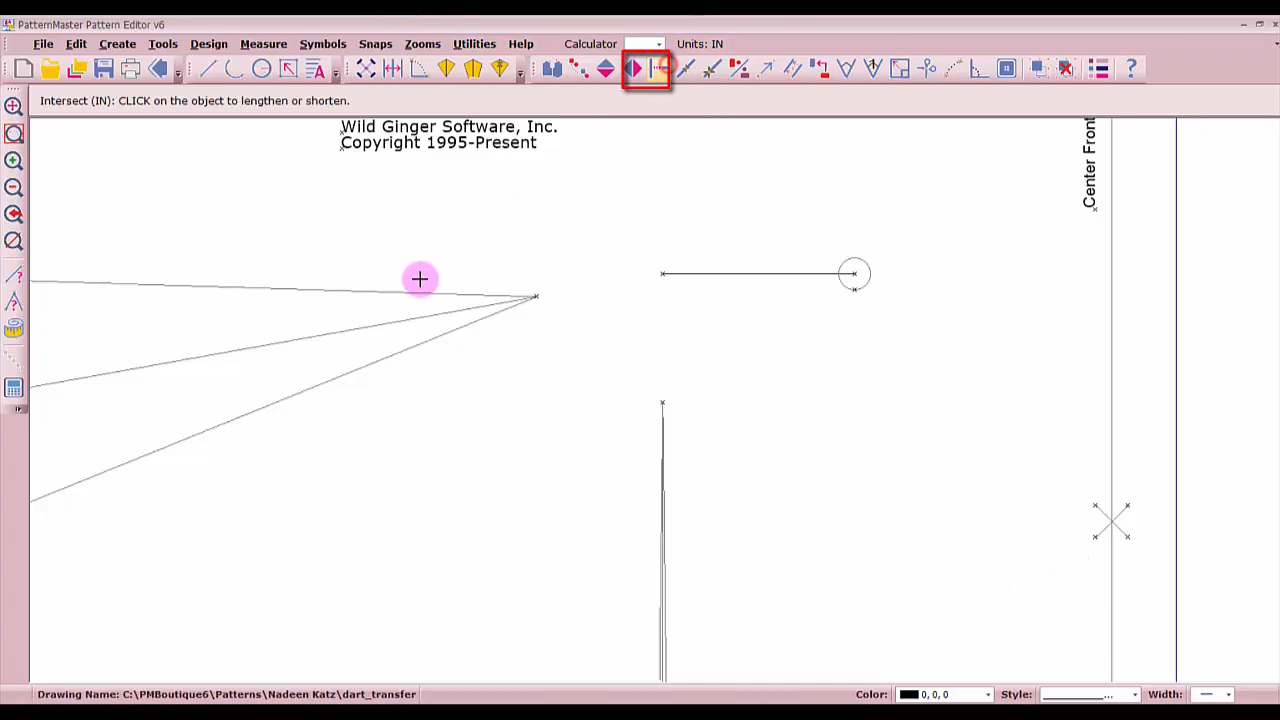 PatternMaster Pattern Editor v6
File Edit Create Tools Design Measure Symbols Snaps Zooms Utilities Help Calculator Units: IN
Intersect (IN): CLICK on the object to lengthen or shorten.
Wild Ginger Software, Inc.
Copyright 1995-Present
Center Front
Drawing Name: C:\PMBoutique6\Patterns\Nadeen Katz\dart_transfer Color: 0, 0, 0 Style: ... Width: